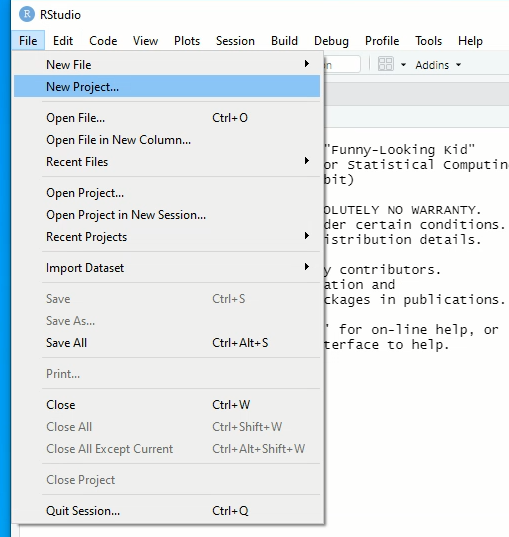 RStudio
File Edit Code View Plots Session Build Debug Profile Tools Help
Addins
New File
New Project...
Open File... Ctrl+O
Open File in New Column...
Recent Files
Open Project...
Open Project in New Session...
Recent Projects
Import Dataset
Save Ctrl+S
Save As...
Save All Ctrl+Alt+S
Print...
Close Ctrl+W
Close All Ctrl+Shift+W
Close All Except Current Ctrl+Alt+Shift+W
Close Project
Quit Session... Ctrl+Q
"Funny-Looking Kid"
or Statistical Computing
bit)
OLUTELY NO WARRANTY.
der certain conditions.
istribution details.
y contributors.
ation and
ckages in publications.
' for on-line help, or
terface to help.